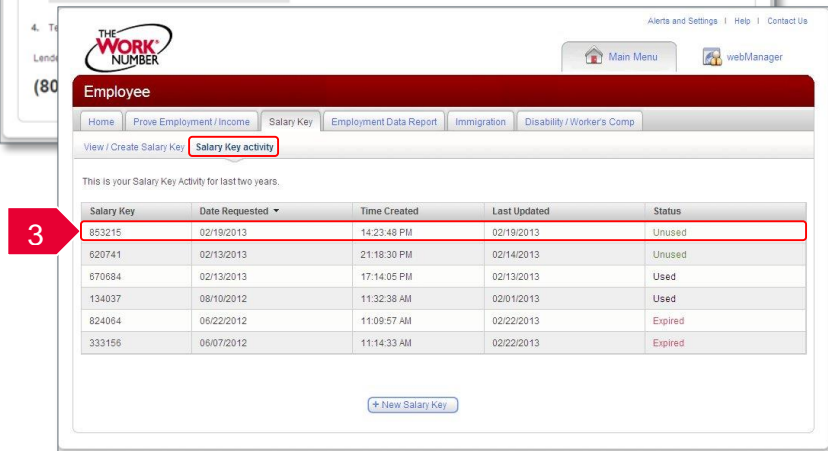 4. Te
Lende
(80
Alerts and Settings | Help | Contact Us
THE
WORK
NUMBER
Main Menu
webManager
Employee
Home Prove Employment / Income Salary Key Employment Data Report Immigration Disability / Worker's Comp
View / Create Salary Key Salary Key activity
This is your Salary Key Activity for last two years.
Salary Key Date Requested Time Created Last Updated Status
3
853215 02/19/2013 14:23:48 PM 02/19/2013 Unused
620741 02/13/2013 21:18:30 PM 02/14/2013 Unused
670684 02/13/2013 17:14:05 PM 02/13/2013 Used
134037 08/10/2012 11:32:38 AM 02/01/2013 Used
824064 06/22/2012 11:09:57 AM 02/22/2013 Expired
333156 06/07/2012 11:14:33 AM 02/22/2013 Expired
+ New Salary Key